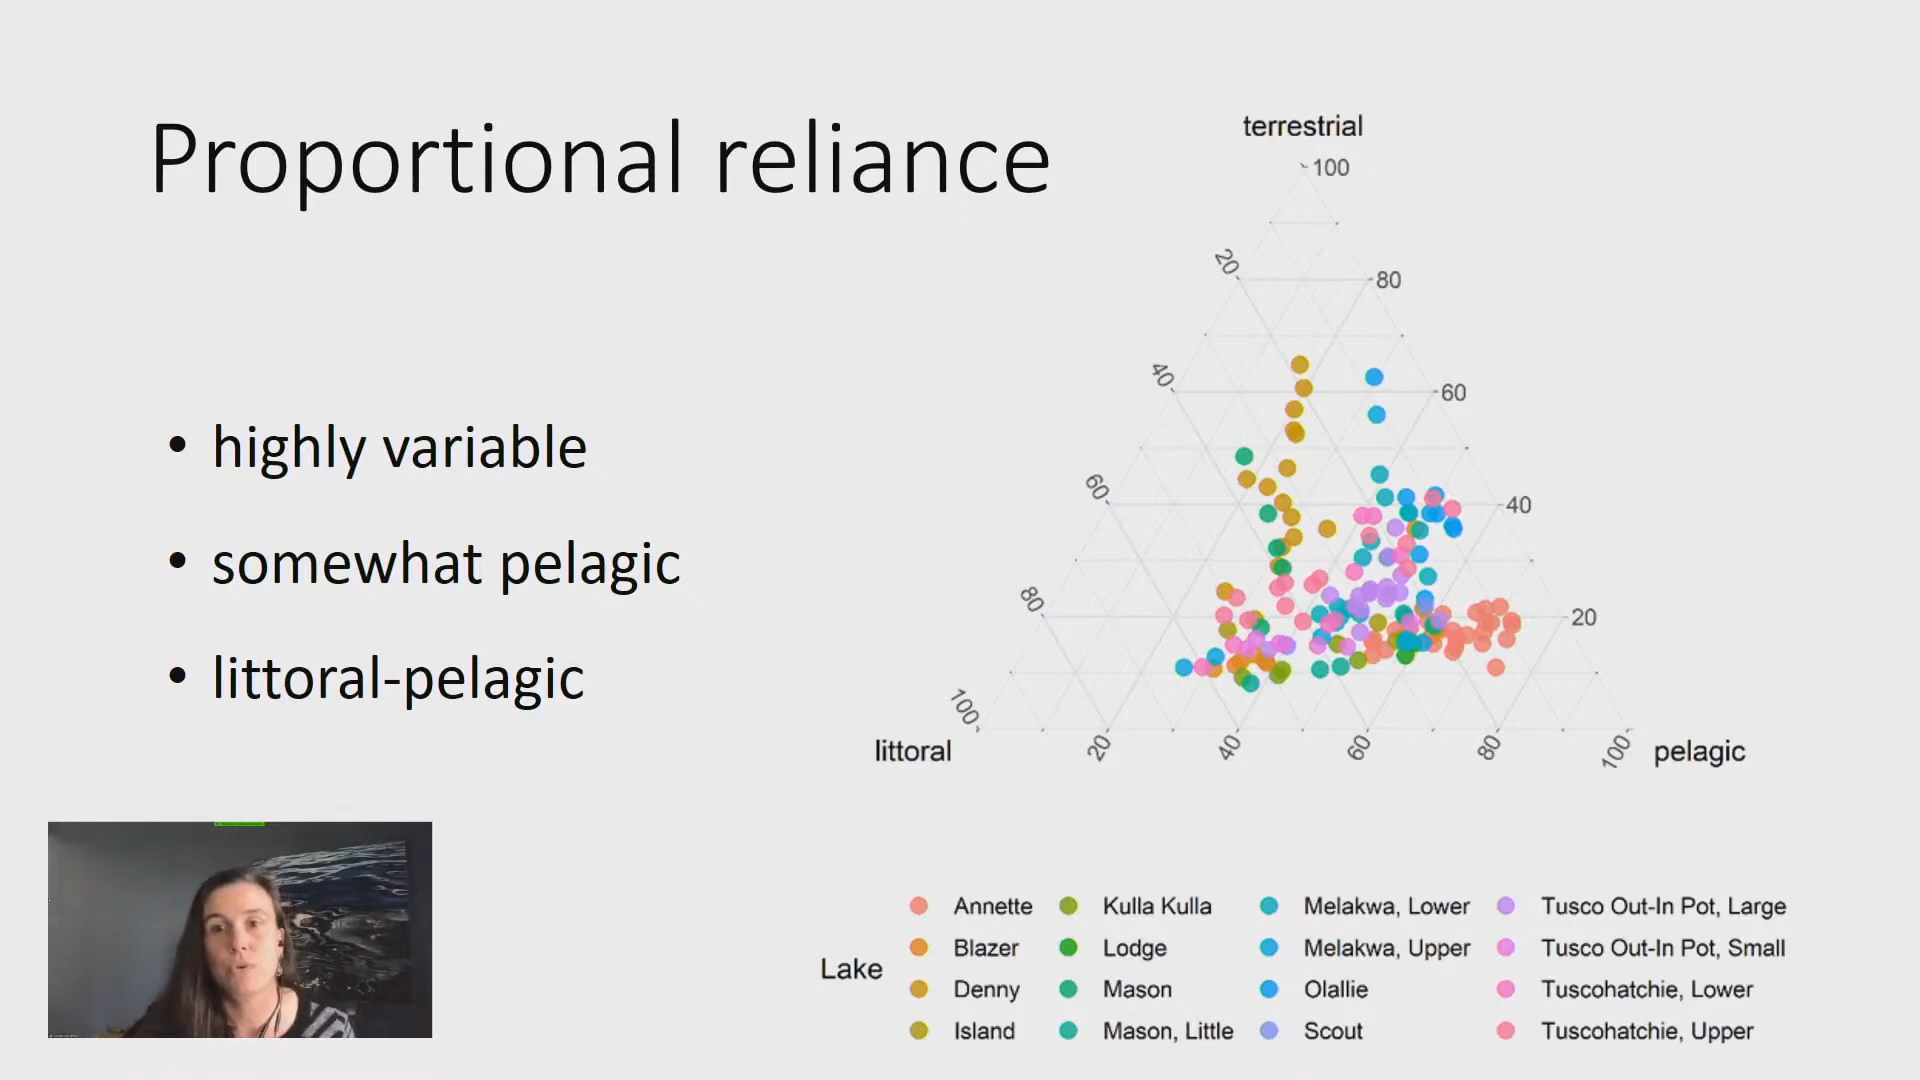 Proportional reliance
• highly variable
• somewhat pelagic
• littoral-pelagic
terrestrial
100
80
60
40
20
20
40
60
80
100
littoral
20
40
60
80
100
pelagic
Lake
Annette
Blazer
Denny
Island
Kulla Kulla
Lodge
Mason
Mason, Little
Melakwa, Lower
Melakwa, Upper
Olallie
Scout
Tusco Out-In Pot, Large
Tusco Out-In Pot, Small
Tuscohatchie, Lower
Tuscohatchie, Upper